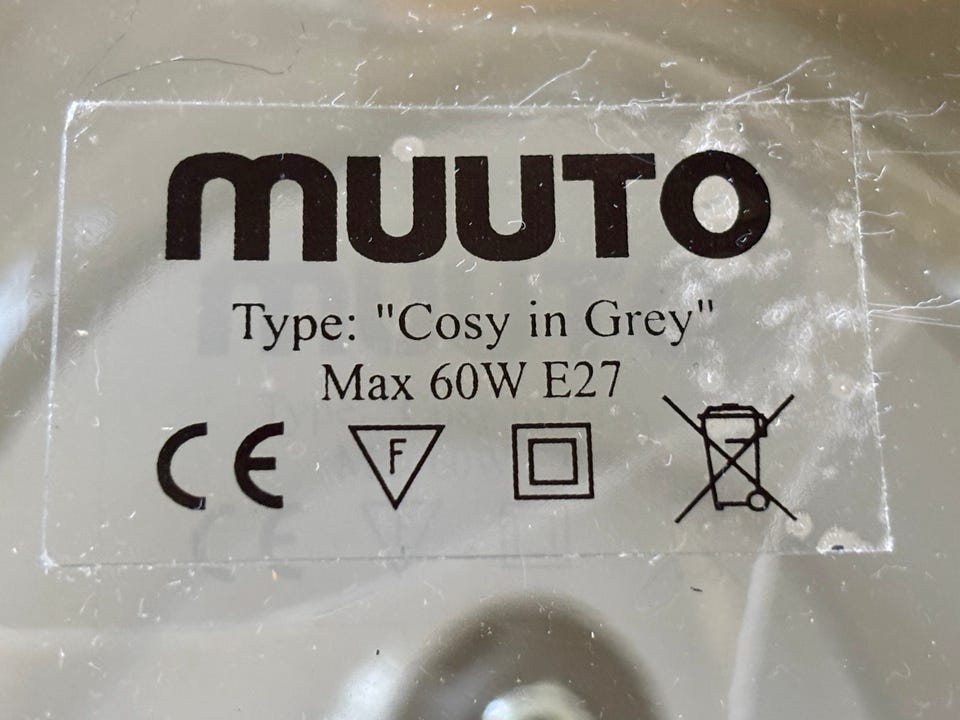 MUUTO
Type: "Cosy in Grey"
Max 60W E27
CE F